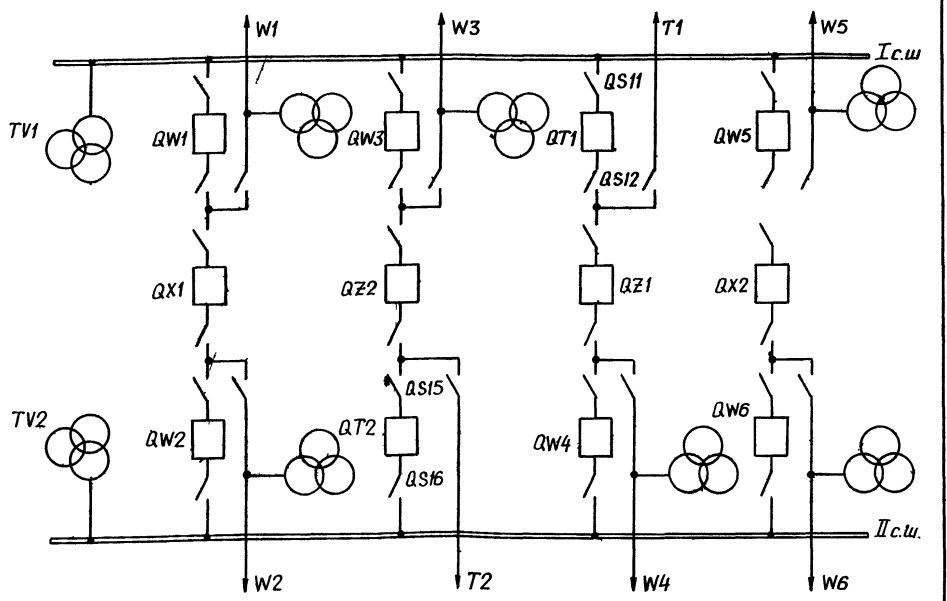 W1
W3
T1
W5
I с.ш
TV1
QW1
QW3
QS11
QT1
QW5
QS12
QX1
QZ2
QZ1
QX2
QS15
TV2
QW2
QT2
QW4
QW6
QS16
II с.ш.
W2
T2
W4
W6